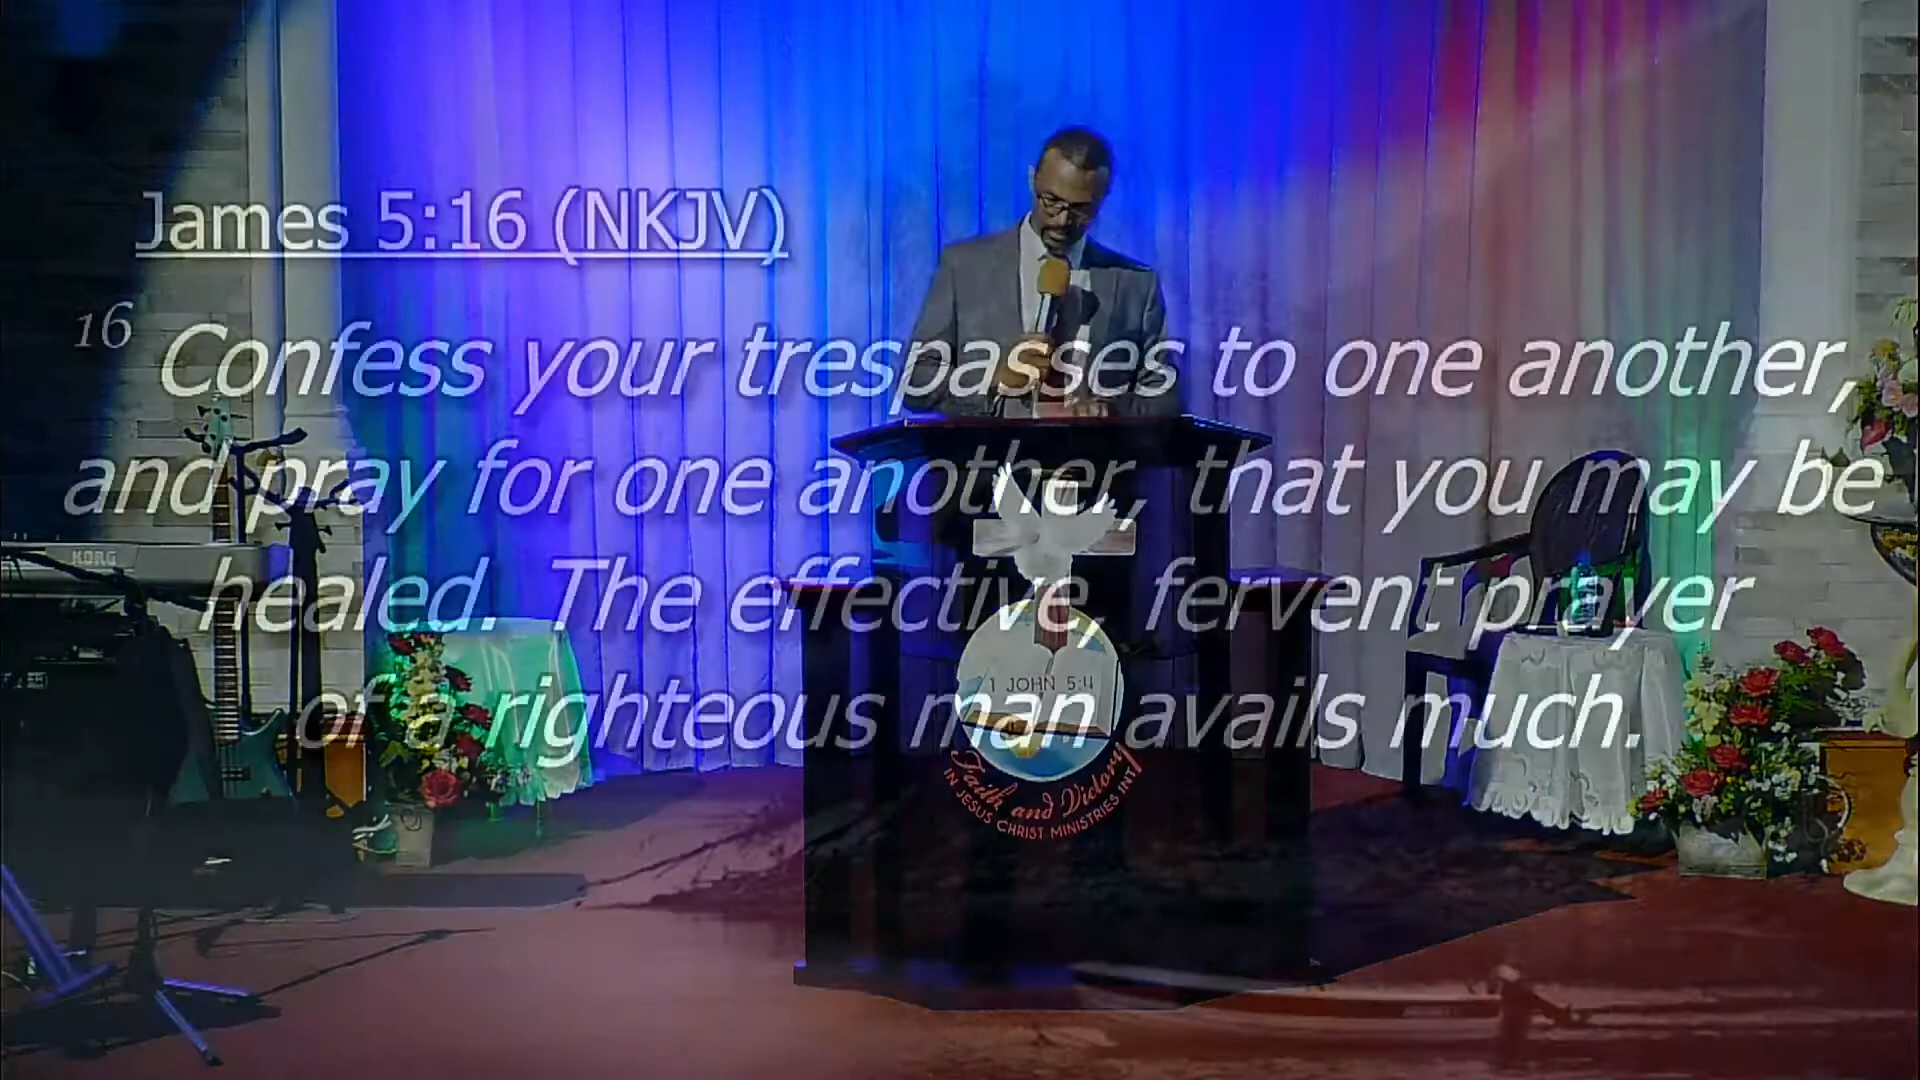 James 5:16 (NKJV)
16 Confess your trespasses to one another,
and pray for one another, that you may be
healed. The effective, fervent prayer
of a righteous man avails much.
KORG
1 JOHN 5:4
Faith and Victory
IN JESUS CHRIST MINISTRIES INT